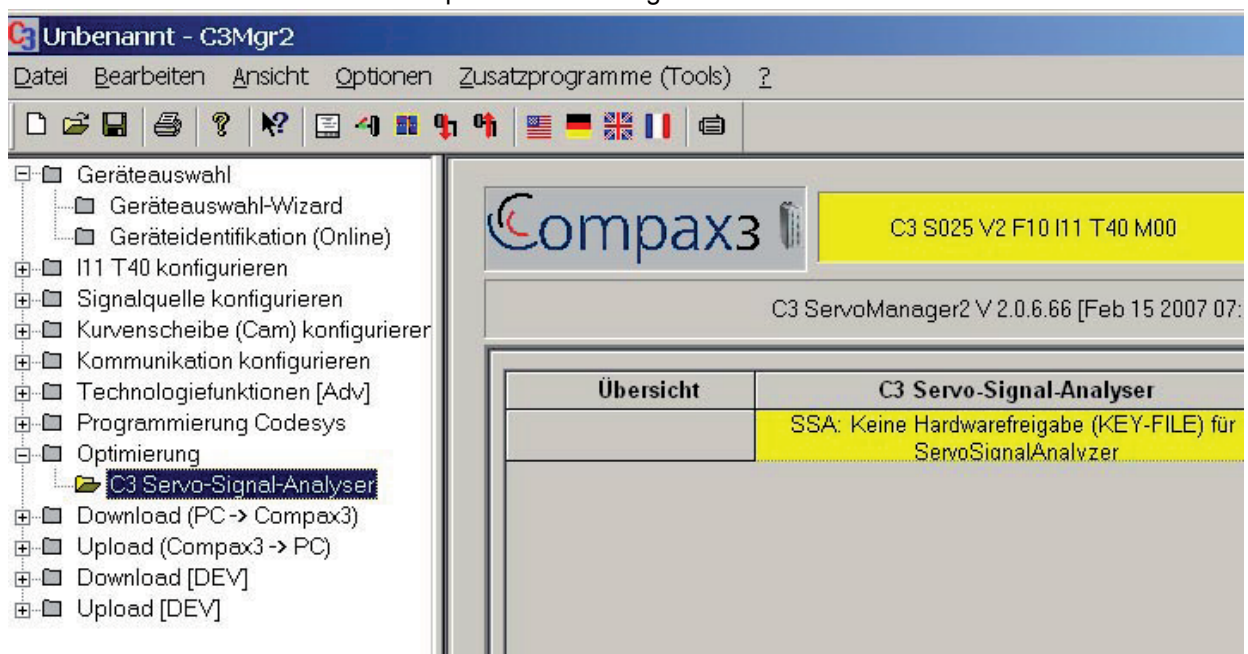 Unbenannt - C3Mgr2
Datei Bearbeiten Ansicht Optionen Zusatzprogramme (Tools) ?
Geräteauswahl
Geräteauswahl-Wizard
Geräteidentifikation (Online)
I11 T40 konfigurieren
Signalquelle konfigurieren
Kurvenscheibe (Cam) konfigurieren
Kommunikation konfigurieren
Technologiefunktionen [Adv]
Programmierung Codesys
Optimierung
C3 Servo-Signal-Analyser
Download (PC -> Compax3)
Upload (Compax3 -> PC)
Download [DEV]
Upload [DEV]
Compax3
C3 S025 V2 F10 I11 T40 M00
C3 ServoManager2 V 2.0.6.66 [Feb 15 2007 07:
Übersicht
C3 Servo-Signal-Analyser
SSA: Keine Hardwarefreigabe (KEY-FILE) für
ServoSignalAnalyzer